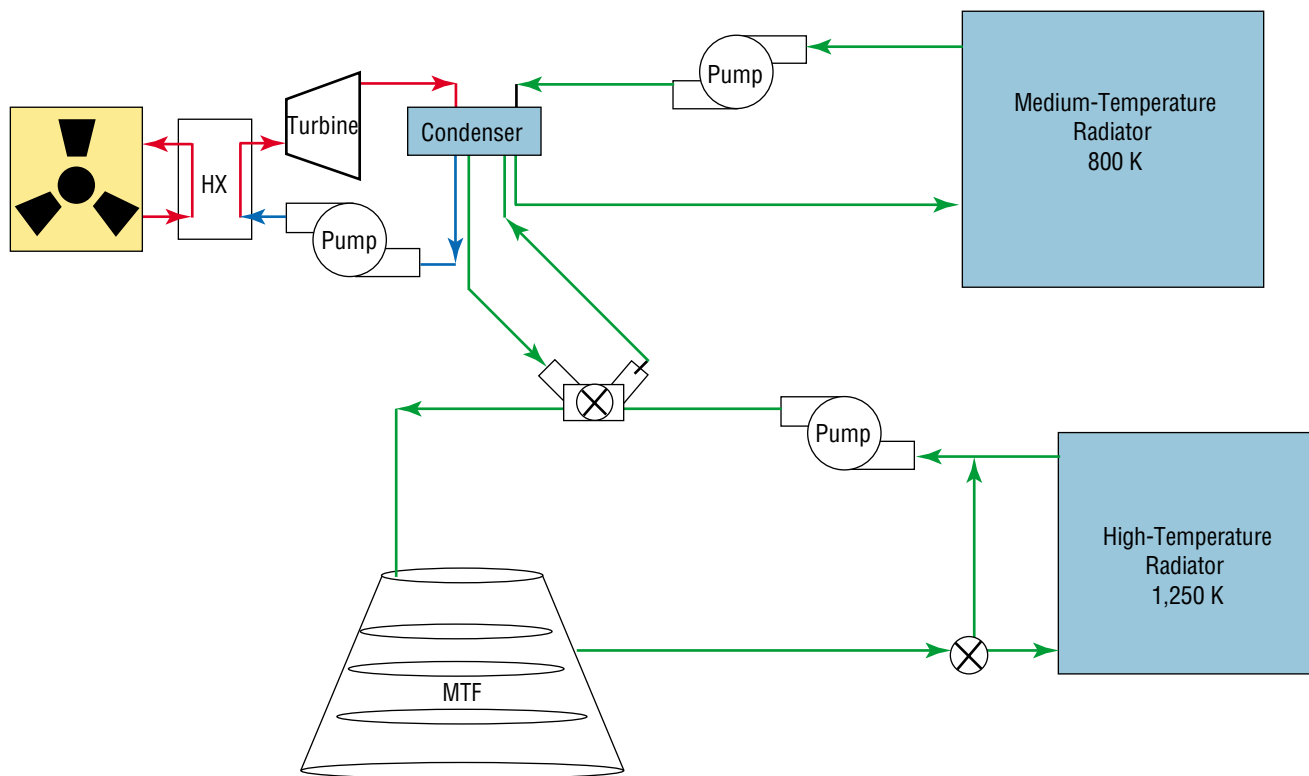 Pump
Medium-Temperature
Radiator
800 K
Turbine
Condenser
HX
Pump
Pump
High-Temperature
Radiator
1,250 K
MTF